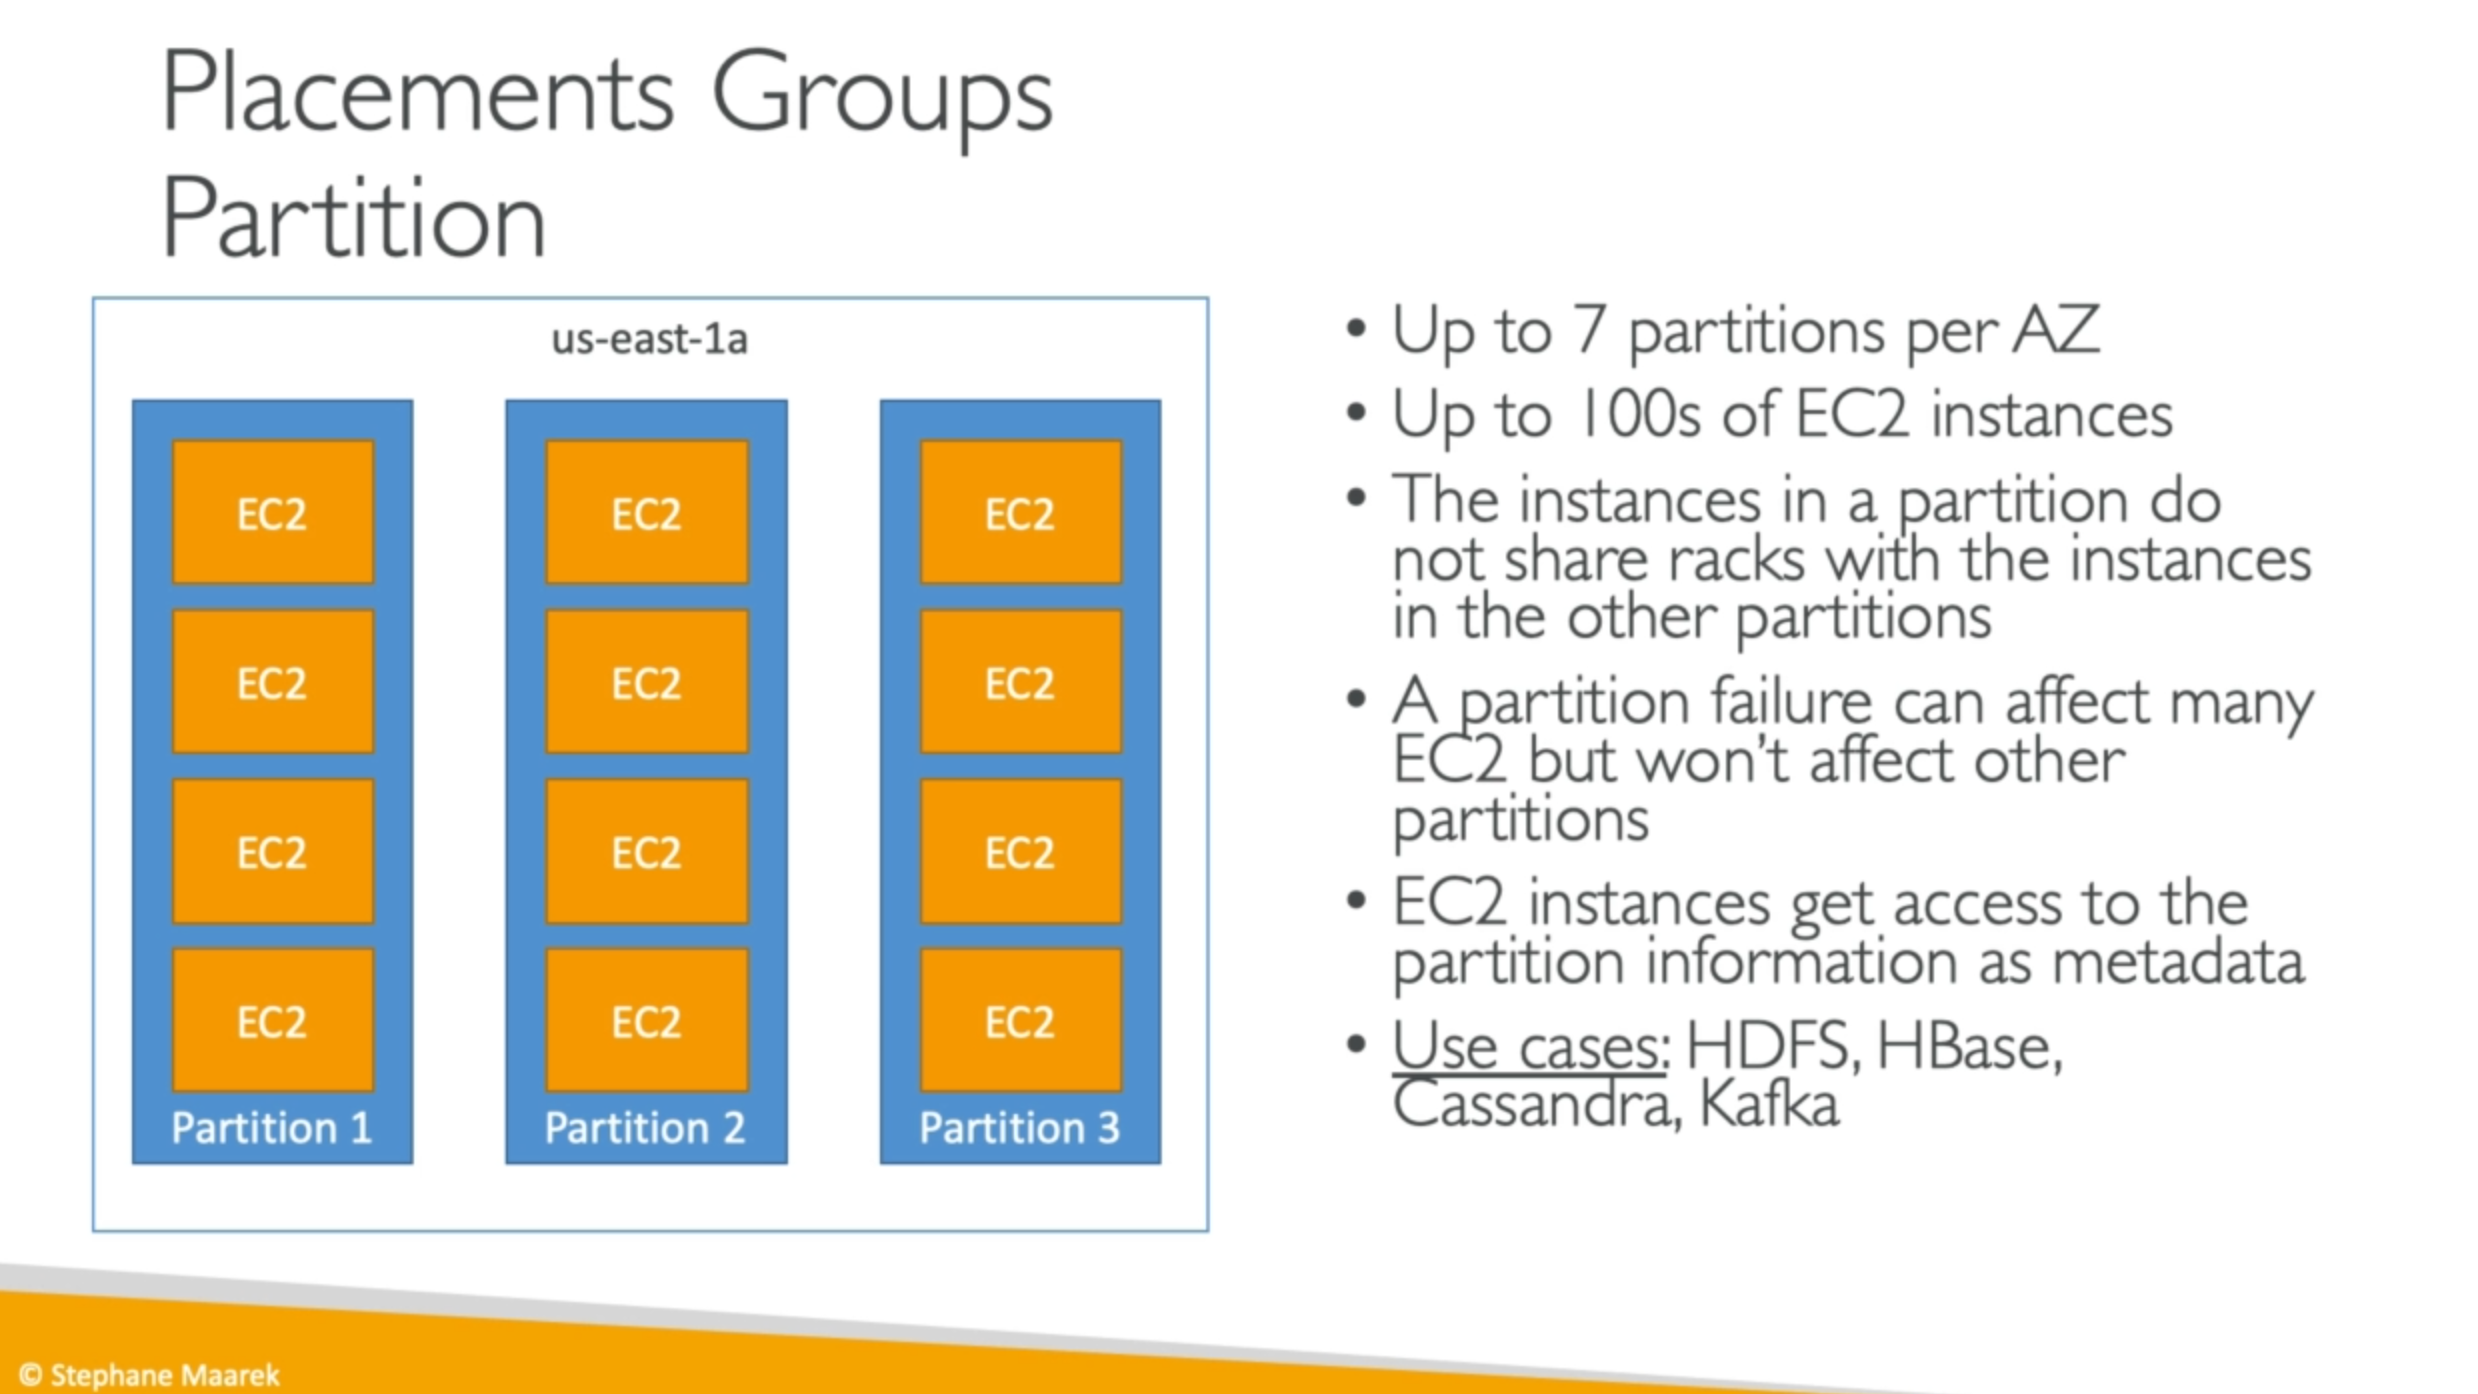 Placements Groups
Partition
us-east-1a
EC2 EC2 EC2
EC2 EC2 EC2
EC2 EC2 EC2
EC2 EC2 EC2
Partition 1 Partition 2 Partition 3
• Up to 7 partitions per AZ
• Up to 100s of EC2 instances
• The instances in a partition do
not share racks with the instances
in the other partitions
• A partition failure can affect many
EC2 but won't affect other
partitions
• EC2 instances get access to the
partition information as metadata
• Use cases: HDFS, HBase,
Cassandra, Kafka
© Stephane Maarek